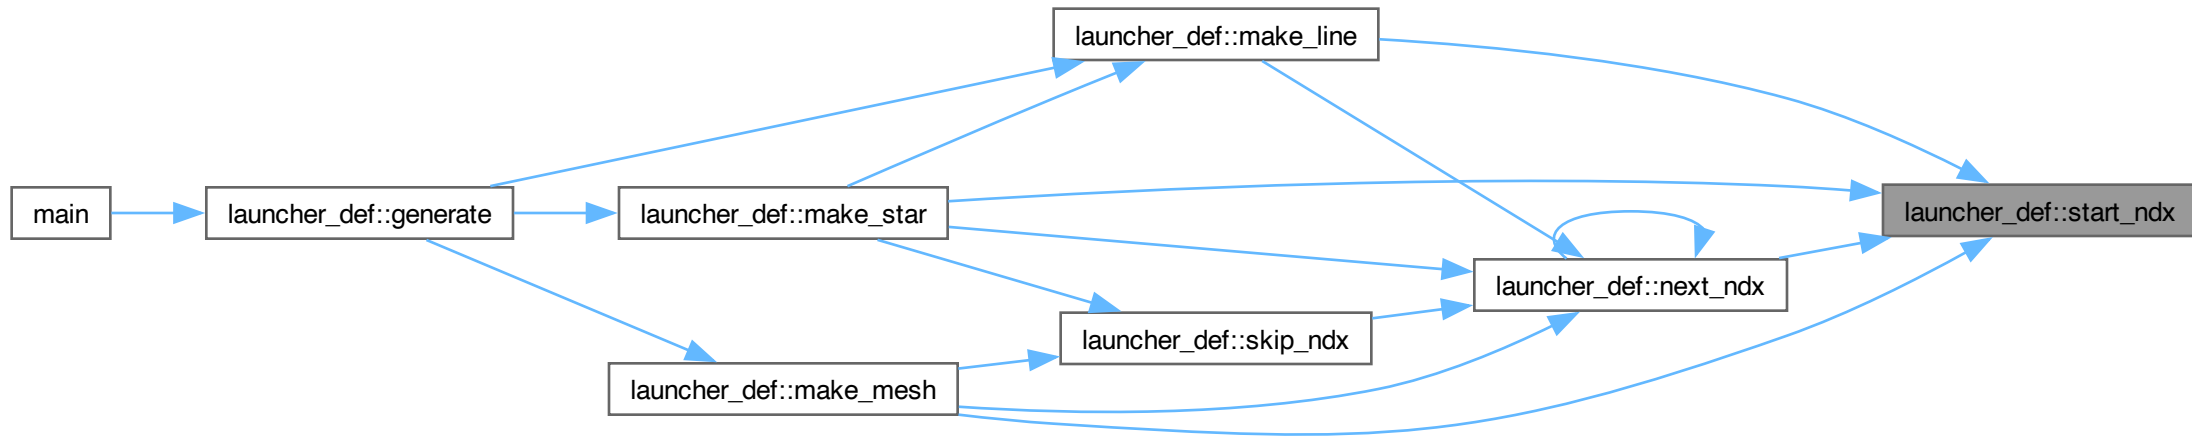 launcher_def::make_line
main
launcher_def::generate
launcher_def::make_star
launcher_def::start_ndx
launcher_def::next_ndx
launcher_def::skip_ndx
launcher_def::make_mesh